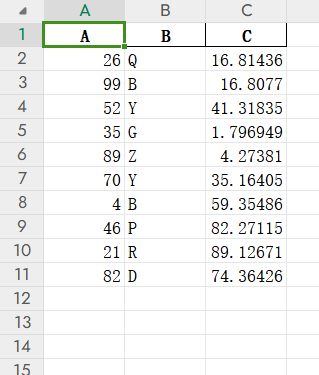 A B C
1 A B C
2 26 Q 16.81436
3 99 B 16.8077
4 52 Y 41.31835
5 35 G 1.796949
6 89 Z 4.27381
7 70 Y 35.16405
8 4 B 59.35486
9 46 P 82.27115
10 21 R 89.12671
11 82 D 74.36426
12
13
14
15